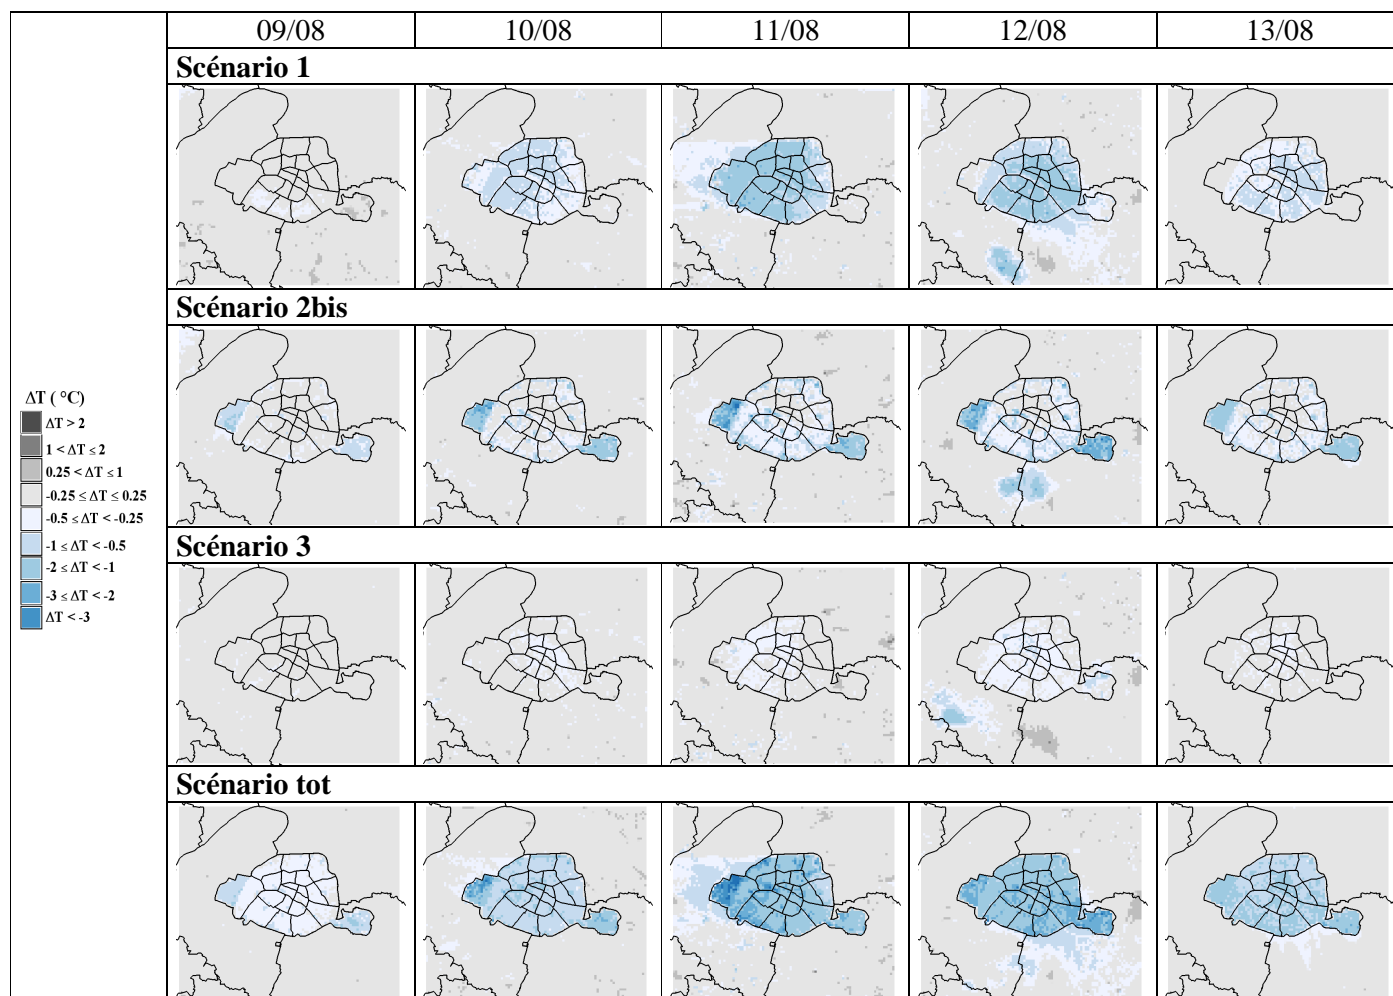 09/08 10/08 11/08 12/08 13/08
Scénario 1
Scénario 2bis
Scénario 3
Scénario tot
ΔT ( °C)
ΔT > 2
1 < ΔT ≤ 2
0.25 < ΔT ≤ 1
-0.25 ≤ ΔT ≤ 0.25
-0.5 ≤ ΔT < -0.25
-1 ≤ ΔT < -0.5
-2 ≤ ΔT < -1
-3 ≤ ΔT < -2
ΔT < -3